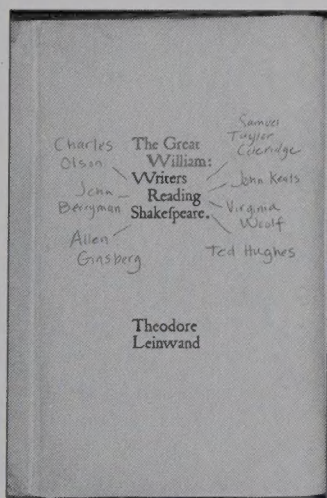 Charles
Olson
John
Berryman
Allen
Ginsberg
The Great
William:
Writers
Reading
Shakeſpeare.
Samuel
Taylor
Coleridge
John Keats
Virginia
Woolf
Ted Hughes
Theodore
Leinwand